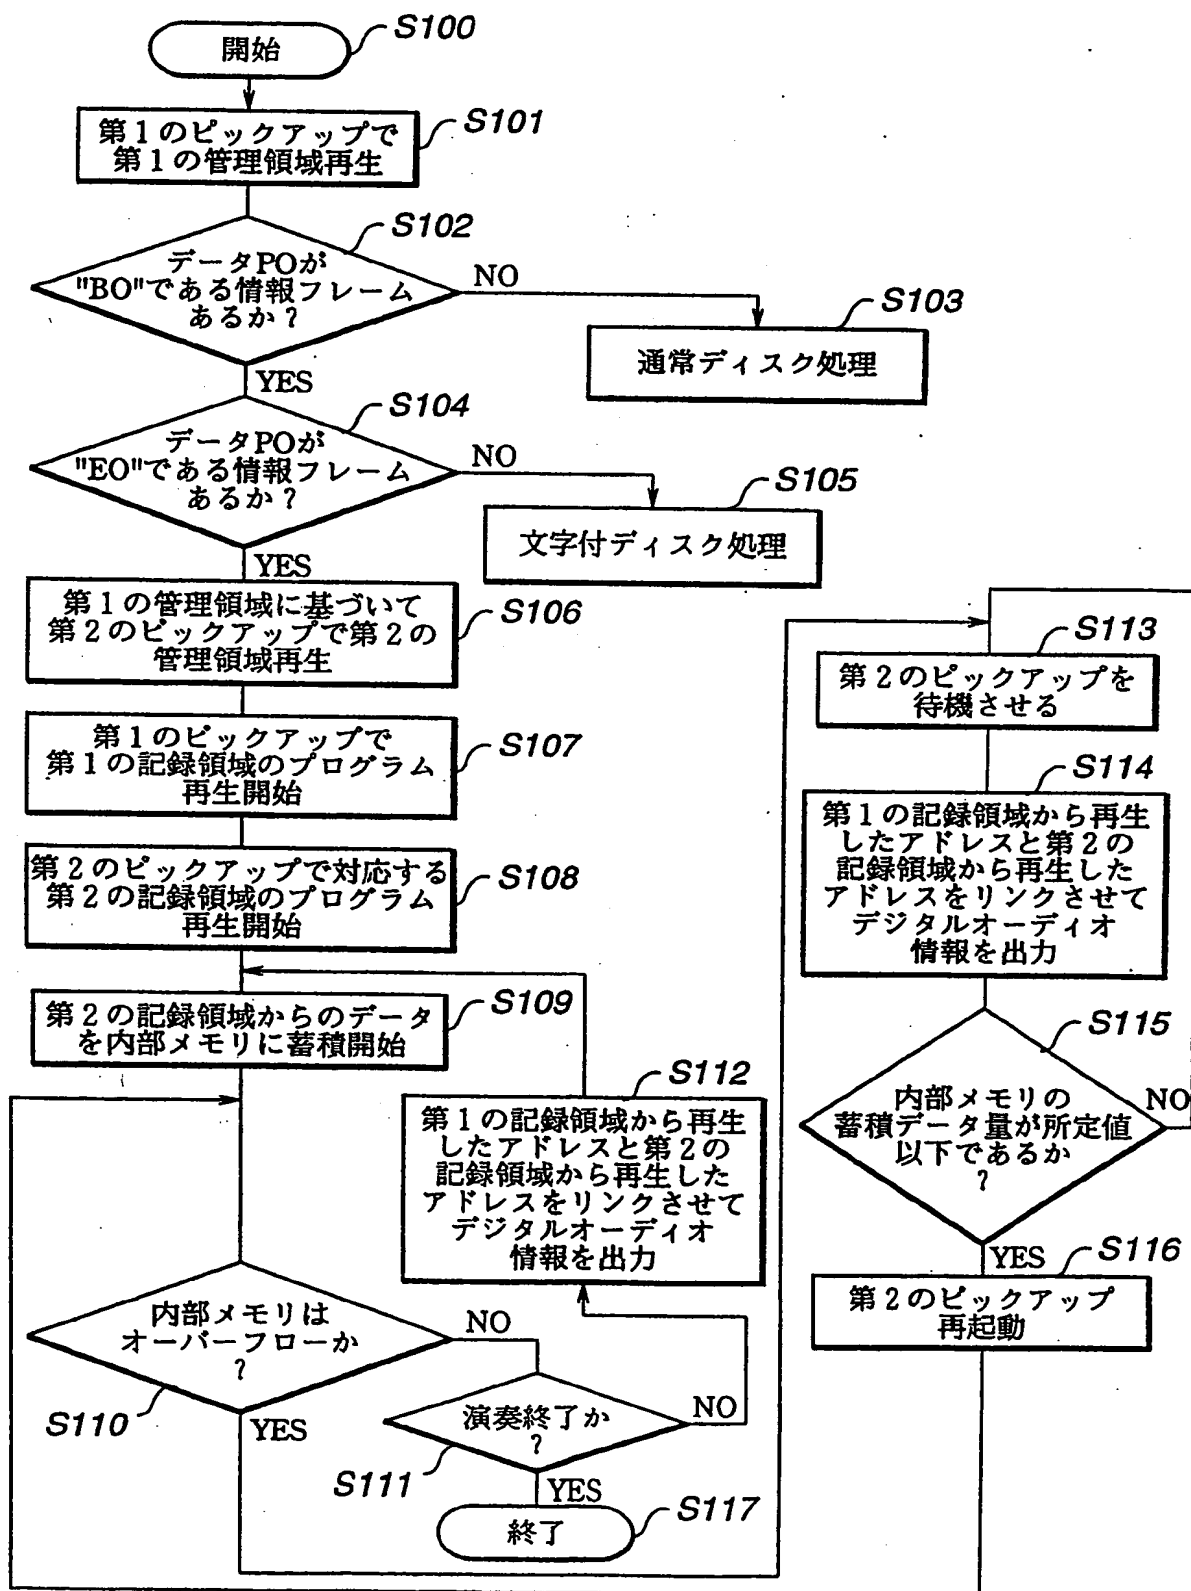 開始
S100
第1のピックアップで
第1の管理領域再生
S101
データPOが
"BO"である情報フレーム
あるか?
S102
NO
YES
通常ディスク処理
S103
データPOが
"EO"である情報フレーム
あるか?
S104
NO
YES
文字付ディスク処理
S105
第1の管理領域に基づいて
第2のピックアップで第2の
管理領域再生
S106
第1のピックアップで
第1の記録領域のプログラム
再生開始
S107
第2のピックアップで対応する
第2の記録領域のプログラム
再生開始
S108
第2の記録領域からのデータ
を内部メモリに蓄積開始
S109
内部メモリは
オーバーフローか
?
S110
NO
YES
演奏終了か
?
S111
NO
YES
第1の記録領域から再生
したアドレスと第2の
記録領域から再生した
アドレスをリンクさせて
デジタルオーディオ
情報を出力
S112
終了
S117
第2のピックアップを
待機させる
S113
第1の記録領域から再生
したアドレスと第2の
記録領域から再生した
アドレスをリンクさせて
デジタルオーディオ
情報を出力
S114
内部メモリの
蓄積データ量が所定値
以下であるか
?
S115
NO
YES
第2のピックアップ
再起動
S116